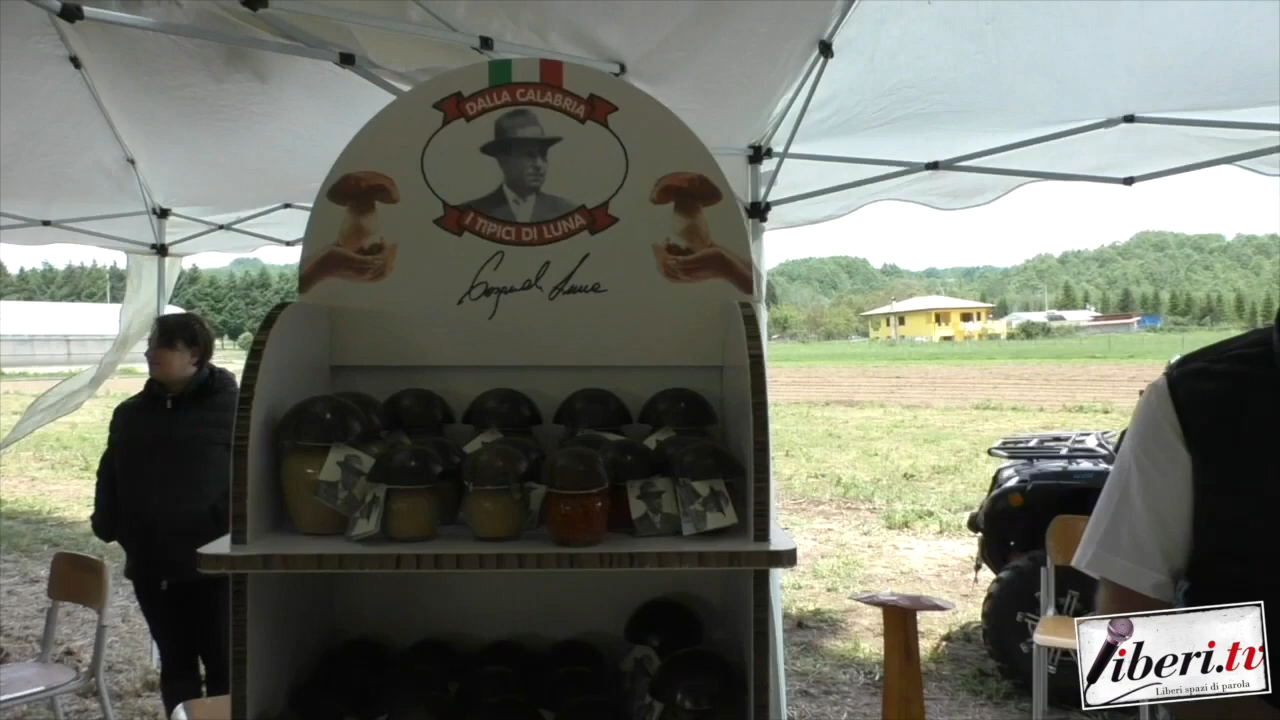 DALLA CALABRIA
I TIPICI DI LUNA
liberi.tv
Liberi spazi di parola